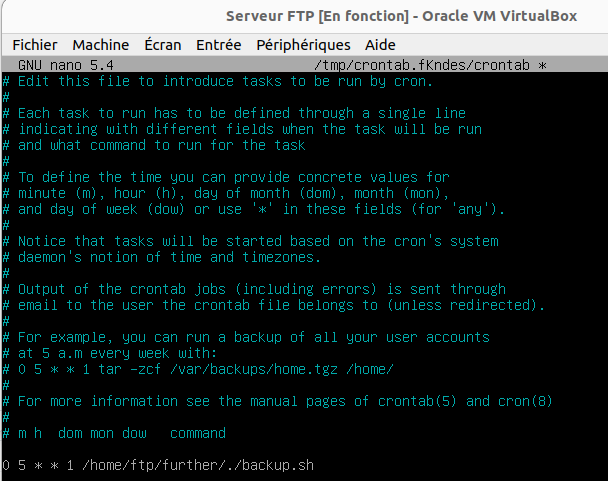 Serveur FTP [En fonction] - Oracle VM VirtualBox
Fichier Machine Écran Entrée Périphériques Aide
GNU nano 5.4 /tmp/crontab.fKndes/crontab *
# Edit this file to introduce tasks to be run by cron.
#
# Each task to run has to be defined through a single line
# indicating with different fields when the task will be run
# and what command to run for the task
#
# To define the time you can provide concrete values for
# minute (m), hour (h), day of month (dom), month (mon),
# and day of week (dow) or use '*' in these fields (for 'any').
#
# Notice that tasks will be started based on the cron's system
# daemon's notion of time and timezones.
#
# Output of the crontab jobs (including errors) is sent through
# email to the user the crontab file belongs to (unless redirected).
#
# For example, you can run a backup of all your user accounts
# at 5 a.m every week with:
# 0 5 * * 1 tar -zcf /var/backups/home.tgz /home/
#
# For more information see the manual pages of crontab(5) and cron(8)
#
# m h  dom mon dow   command
0 5 * * 1 /home/ftp/further/./backup.sh